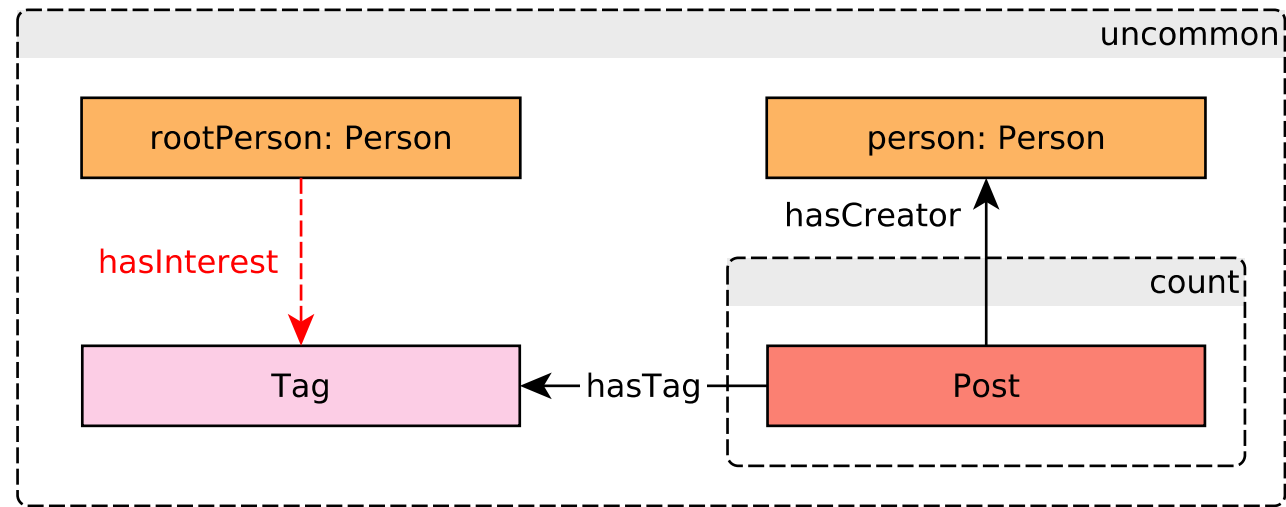 uncommon
rootPerson: Person
person: Person
hasCreator
hasInterest
count
Tag
hasTag
Post